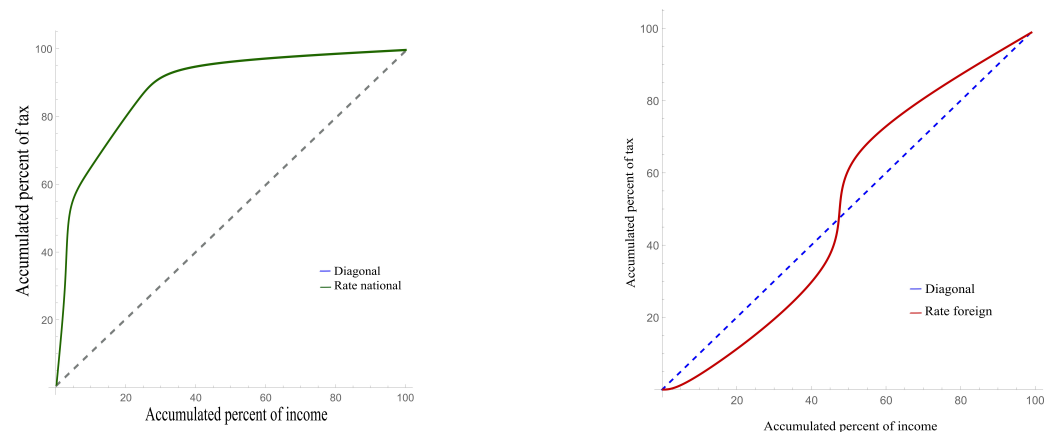 100
80
60
40
20
Accumulated percent of tax
Diagonal
Rate national
20 40 60 80 100
Accumulated percent of income
100
80
60
40
20
Accumulated percent of tax
Diagonal
Rate foreign
20 40 60 80 100
Accumulated percent of income